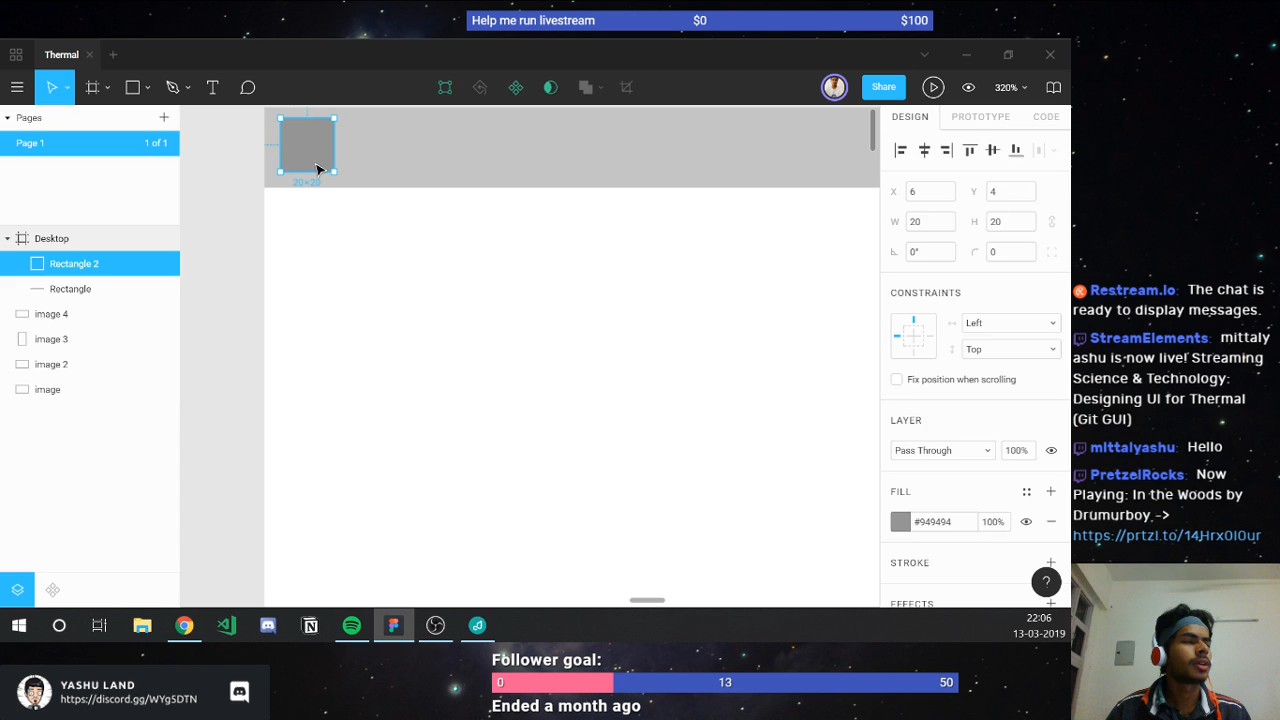 Help me run livestream $0 $100
Thermal
Share
320%
Pages
Page 1 1 of 1
Desktop
Rectangle 2
Rectangle
image 4
image 3
image 2
image
20×20
DESIGN PROTOTYPE CODE
X 6 Y 4
W 20 H 20
0° 0
CONSTRAINTS
Left
Top
Fix position when scrolling
LAYER
Pass Through 100%
FILL
#949494 100%
STROKE
EFFECTS
?
Restream.io: The chat is
ready to display messages.
StreamElements: mittaly
ashu is now live! Streaming
Science & Technology:
Designing UI for Thermal
(Git GUI)
mittalyashu: Hello
PretzelRocks: Now
Playing: In the Woods by
Drumurboy ->
https://prtzl.to/14Hrx0l0ur
22:06
13-03-2019
YASHU LAND
https://discord.gg/WYg5DTN
Follower goal:
0 13 50
Ended a month ago